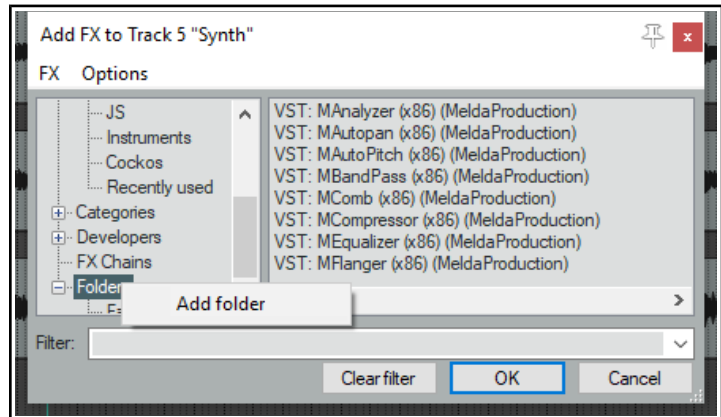 Add FX to Track 5 "Synth"
x
FX Options
JS
Instruments
Cockos
Recently used
Categories
Developers
FX Chains
Folder
Add folder
VST: MAnalyzer (x86) (MeldaProduction)
VST: MAutopan (x86) (MeldaProduction)
VST: MAutoPitch (x86) (MeldaProduction)
VST: MBandPass (x86) (MeldaProduction)
VST: MComb (x86) (MeldaProduction)
VST: MCompressor (x86) (MeldaProduction)
VST: MEqualizer (x86) (MeldaProduction)
VST: MFlanger (x86) (MeldaProduction)
Filter:
Clear filter OK Cancel